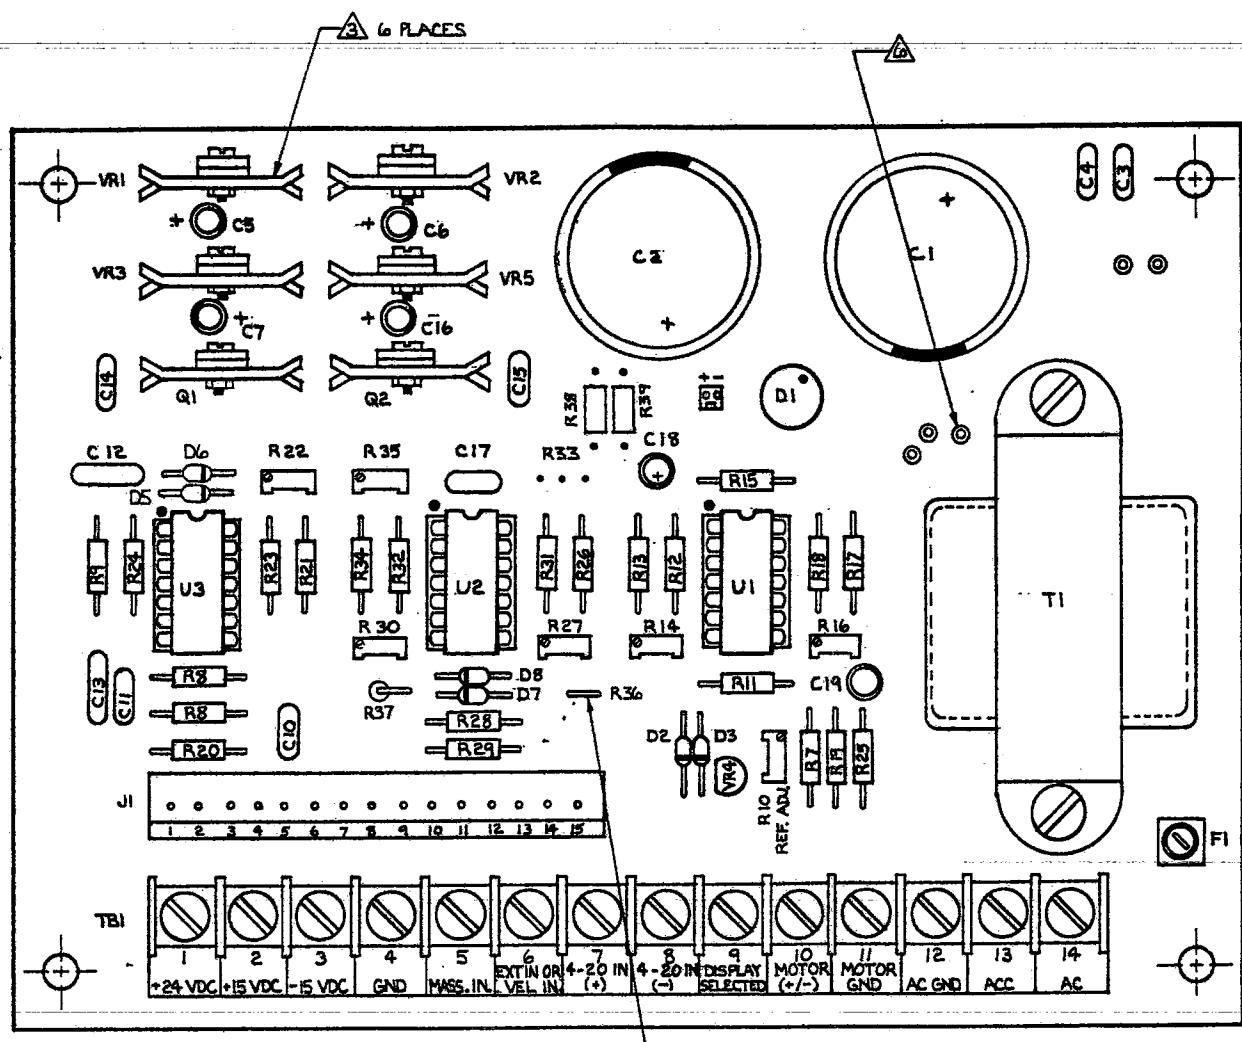 3 6 PLACES
6
VR1
VR2
C4
C3
+ C5
+ C6
C2
+
+
C1
VR3
VR5
+ C7
+ C16
C14
Q1
Q2
C15
R38
R39
+ -
D1
C12
D6
D5
R22
R35
C17
R33
C18
+
R15
R9
R24
U3
R23
R21
R34
R32
U2
R31
R26
R13
R12
U1
R18
R17
T1
R30
R27
R14
R16
C13
C11
R8
R8
R20
C10
R37
D8
D7
R28
R29
R36
R11
C19
D2
D3
VR4
R10
REF. ADJ.
R7
R19
R25
J1
1 2 3 4 5 6 7 8 9 10 11 12 13 14 15
F1
TB1
1 2 3 4 5 6 7 8 9 10 11 12 13 14
+24 VDC
+15 VDC
-15 VDC
GND
MASS. IN
EXT IN OR
VEL IN
4-20 IN
(+)
4-20 IN
(-)
DISPLAY
SELECTED
MOTOR
(+/-)
MOTOR
GND
AC GND
ACC
AC